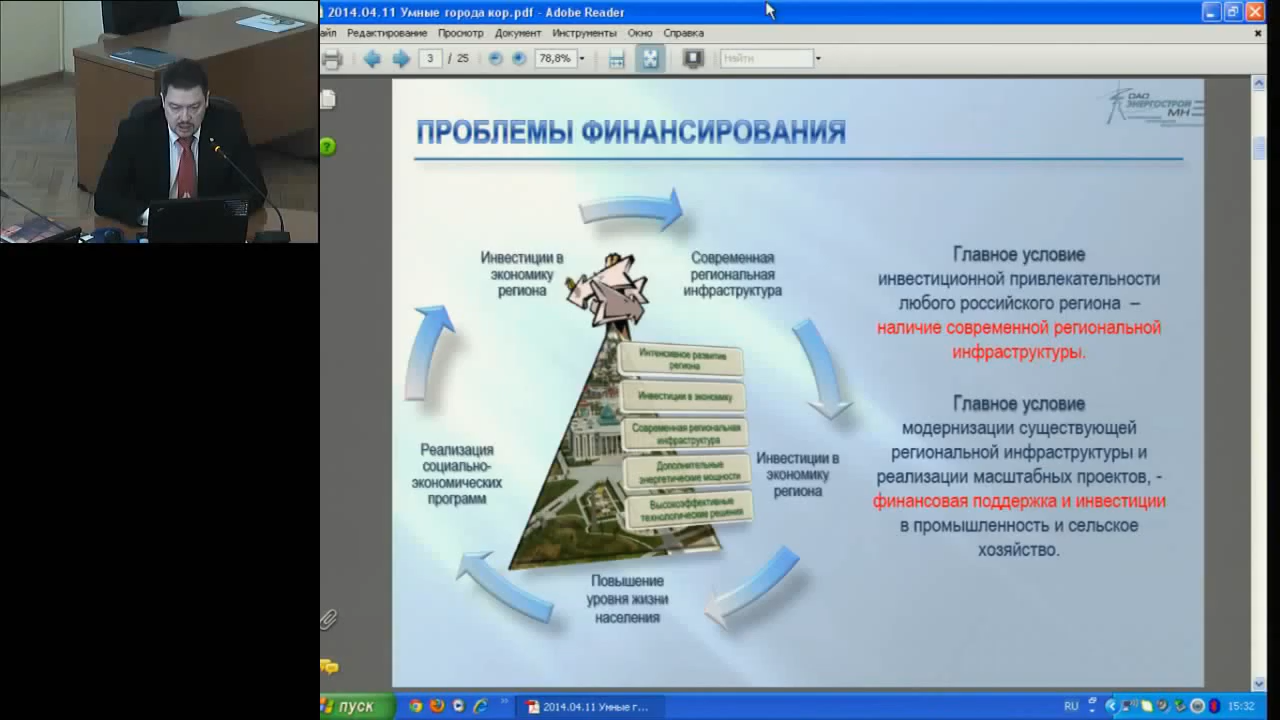 2014.04.11 Умные города кор.pdf - Adobe Reader
айл Редактирование Просмотр Документ Инструменты Окно Справка
3 / 25 78,8% Найти
ОАО
ЭНЕРГОСТРОЙ
МН
ПРОБЛЕМЫ ФИНАНСИРОВАНИЯ
Инвестиции в
экономику
региона
Современная
региональная
инфраструктура
Интенсивное развитие
региона
Инвестиции в экономику
Современная региональная
инфраструктура
Дополнительные
энергетические мощности
Высокоэффективные
технологические решения
Инвестиции в
экономику
региона
Повышение
уровня жизни
населения
Реализация
социально-
экономических
программ
Главное условие
инвестиционной привлекательности
любого российского региона –
наличие современной региональной
инфраструктуры.
Главное условие
модернизации существующей
региональной инфраструктуры и
реализации масштабных проектов, -
финансовая поддержка и инвестиции
в промышленность и сельское
хозяйство.
пуск
2014.04.11 Умные г...
RU
15:32